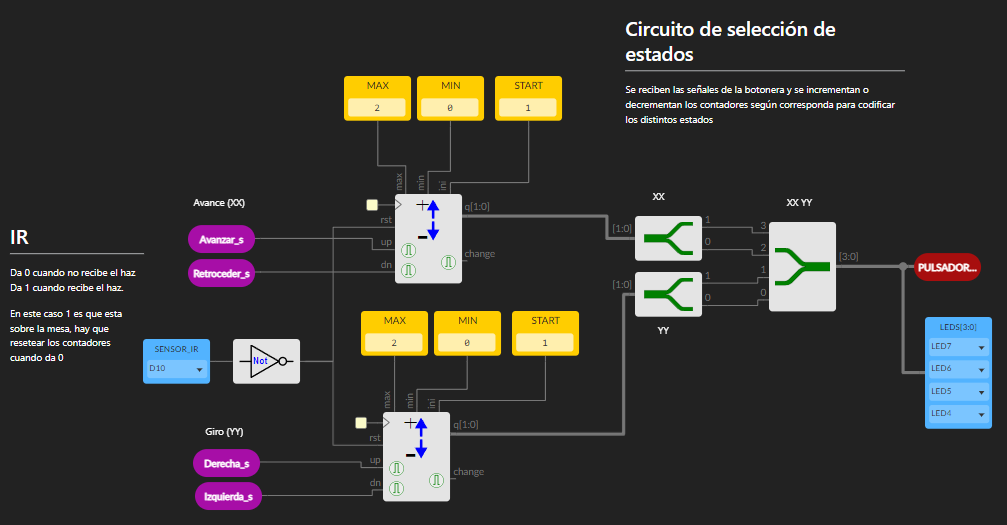 Circuito de selección de
estados
Se reciben las señales de la botonera y se incrementan o
decrementan los contadores según corresponda para codificar
los distintos estados
MAX
2
MIN
0
START
1
max
min
ini
Avance (XX)
rst
up
dn
q[1:0]
change
Avanzar_s
Retroceder_s
IR
Da 0 cuando no recibe el haz
Da 1 cuando recibe el haz.
En este caso 1 es que esta
sobre la mesa, hay que
resetear los contadores
cuando da 0
SENSOR_IR
D10
Not
MAX
2
MIN
0
START
1
max
min
ini
Giro (YY)
rst
up
dn
q[1:0]
change
Derecha_s
Izquierda_s
XX
[1:0]
1
0
[1:0]
1
0
YY
XX YY
3
2
1
0
[3:0]
PULSADOR...
LEDS[3:0]
LED7
LED6
LED5
LED4